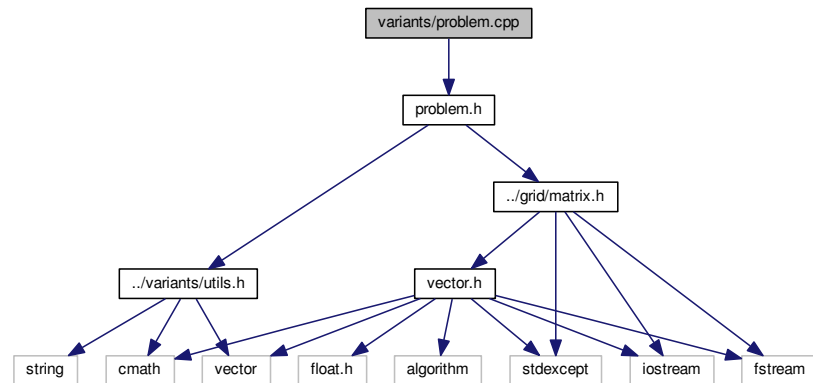 variants/problem.cpp
problem.h
../grid/matrix.h
../variants/utils.h
vector.h
string
cmath
vector
float.h
algorithm
stdexcept
iostream
fstream